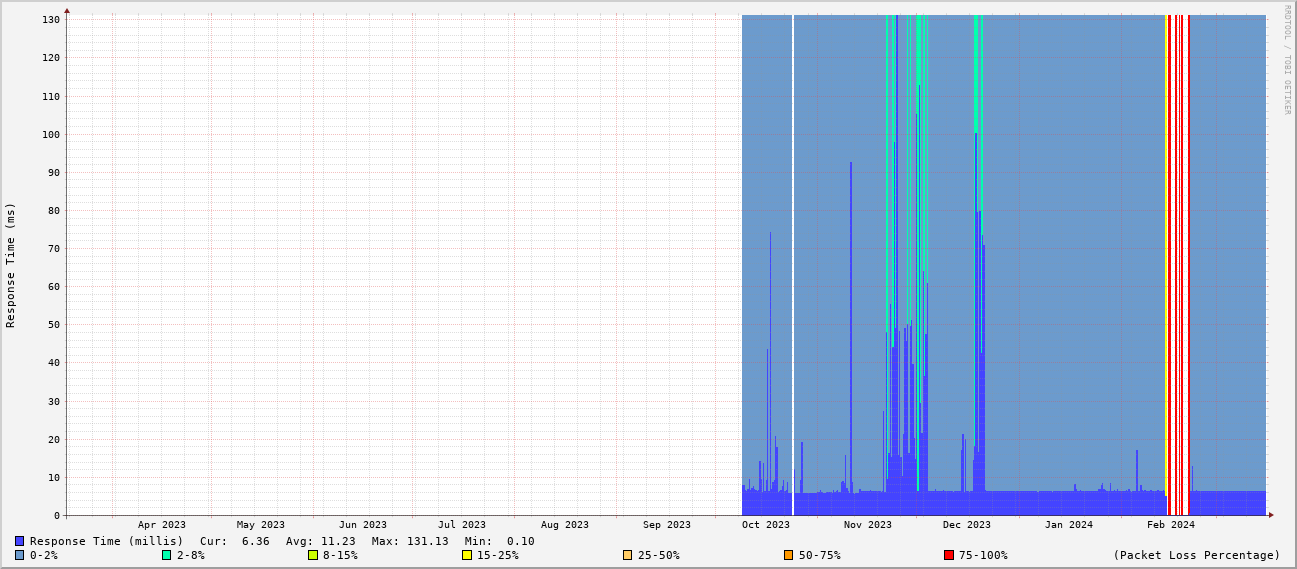 RRDTOOL / TOBI OETIKER
Response Time (ms)
130
120
110
100
90
80
70
60
50
40
30
20
10
0
Apr 2023 May 2023 Jun 2023 Jul 2023 Aug 2023 Sep 2023 Oct 2023 Nov 2023 Dec 2023 Jan 2024 Feb 2024
Response Time (millis) Cur: 6.36 Avg: 11.23 Max: 131.13 Min: 0.10
0-2% 2-8% 8-15% 15-25% 25-50% 50-75% 75-100% (Packet Loss Percentage)